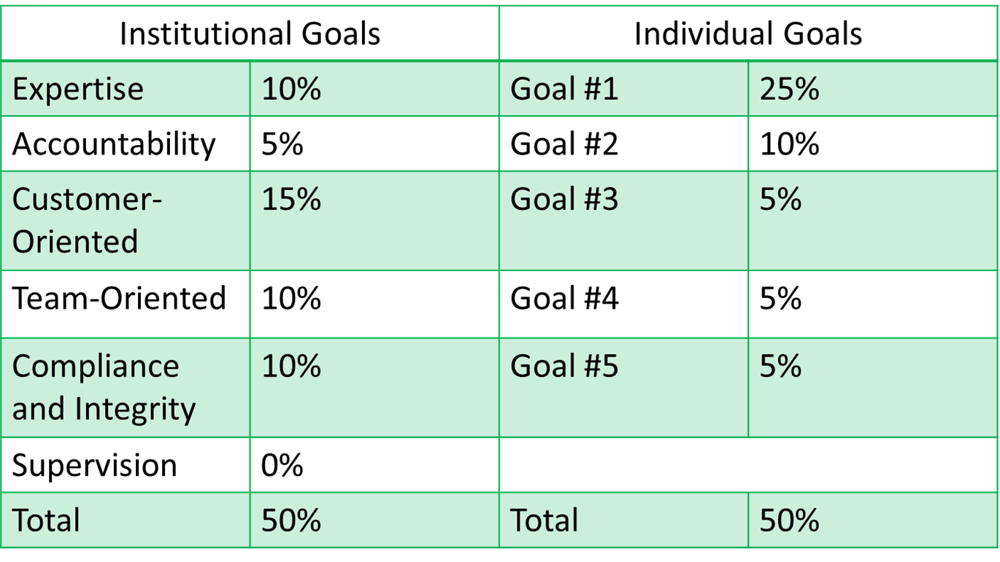 Institutional Goals Individual Goals
Expertise 10% Goal #1 25%
Accountability 5% Goal #2 10%
Customer- 15% Goal #3 5%
Oriented
Team-Oriented 10% Goal #4 5%
Compliance 10% Goal #5 5%
and Integrity
Supervision 0%
Total 50% Total 50%